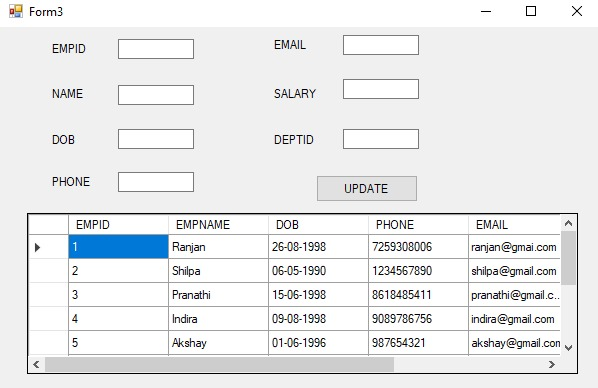 Form3
EMPID EMAIL
NAME SALARY
DOB DEPTID
PHONE UPDATE
EMPID EMPNAME DOB PHONE EMAIL
1 Ranjan 26-08-1998 7259308006 ranjan@gmai.com
2 Shilpa 06-05-1990 1234567890 shilpa@gmail.com
3 Pranathi 15-06-1998 8618485411 pranathi@gmail.c...
4 Indira 09-08-1998 9089786756 indira@gmail.com
5 Akshay 01-06-1996 987654321 akshay@gmail.com